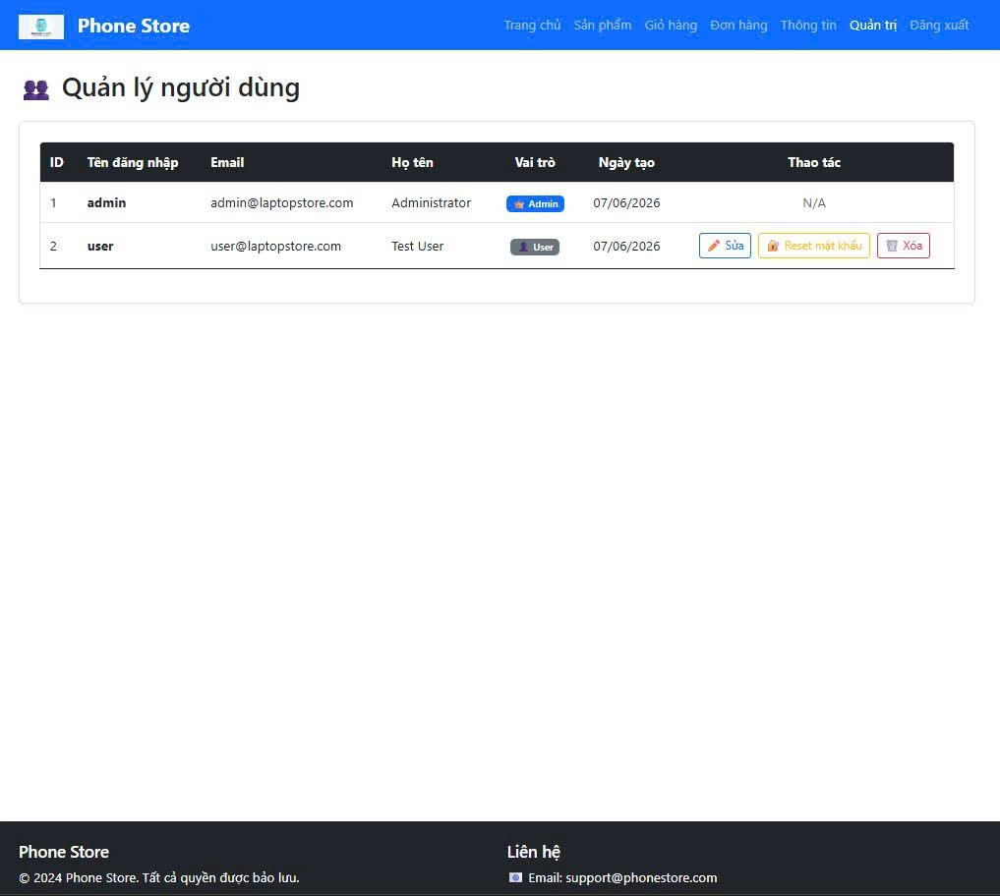 Phone Store
Trang chủ Sản phẩm Giỏ hàng Đơn hàng Thông tin Quản trị Đăng xuất
Quản lý người dùng
ID Tên đăng nhập Email Họ tên Vai trò Ngày tạo Thao tác
1 admin admin@laptopstore.com Administrator Admin 07/06/2026 N/A
2 user user@laptopstore.com Test User User 07/06/2026 Sửa Reset mật khẩu Xóa
Phone Store Liên hệ
© 2024 Phone Store. Tất cả quyền được bảo lưu. Email: support@phonestore.com